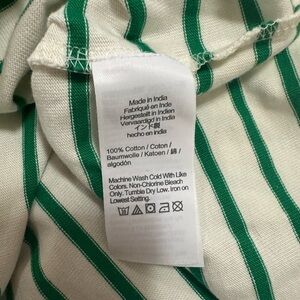 Made in India
Fabriqué en Inde
Hergestellt in Indien
Vervaardigd in India
インド製
hecho en India
100% Cotton / Coton /
Baumwolle / Katoen / 綿 /
algodón
Machine Wash Cold With Like
Colors. Non-Chlorine Bleach
Only. Tumble Dry Low. Iron on
Lowest Setting.